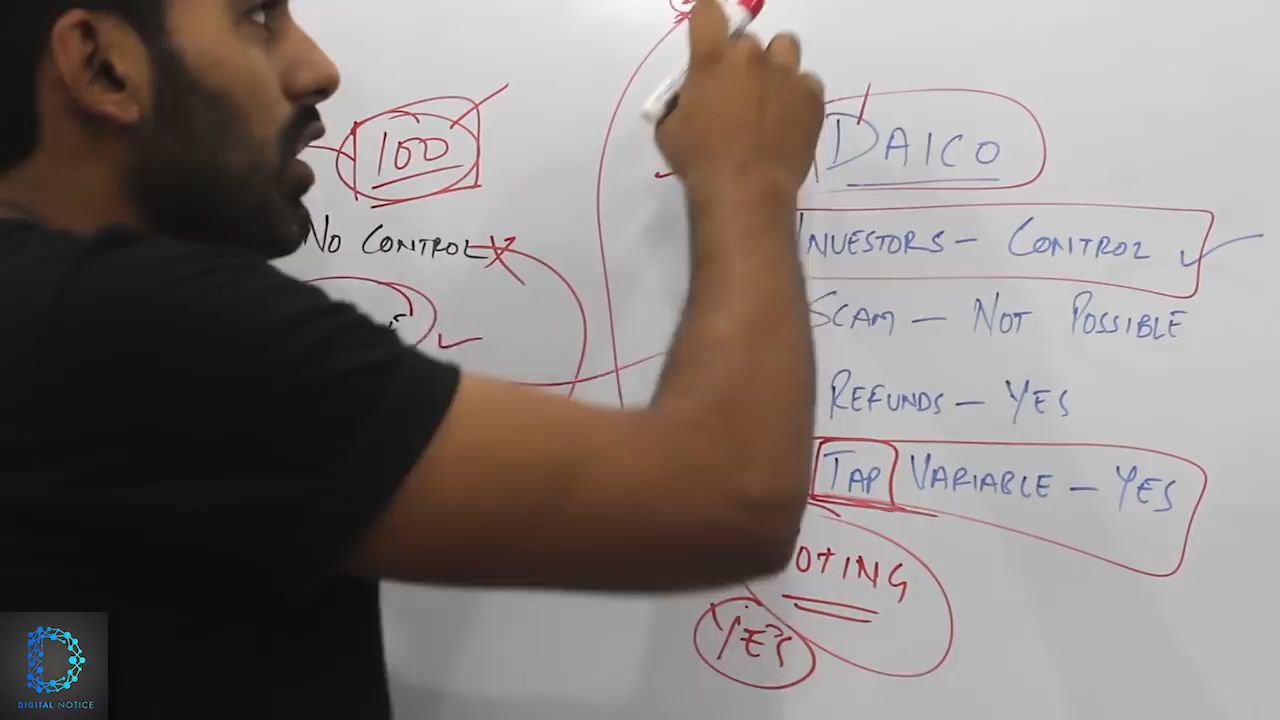 100
DAICO
NO CONTROL
INVESTORS - CONTROL
SCAM - NOT POSSIBLE
REFUNDS - YES
TAP VARIABLE - YES
OTING
YES
DIGITAL NOTICE